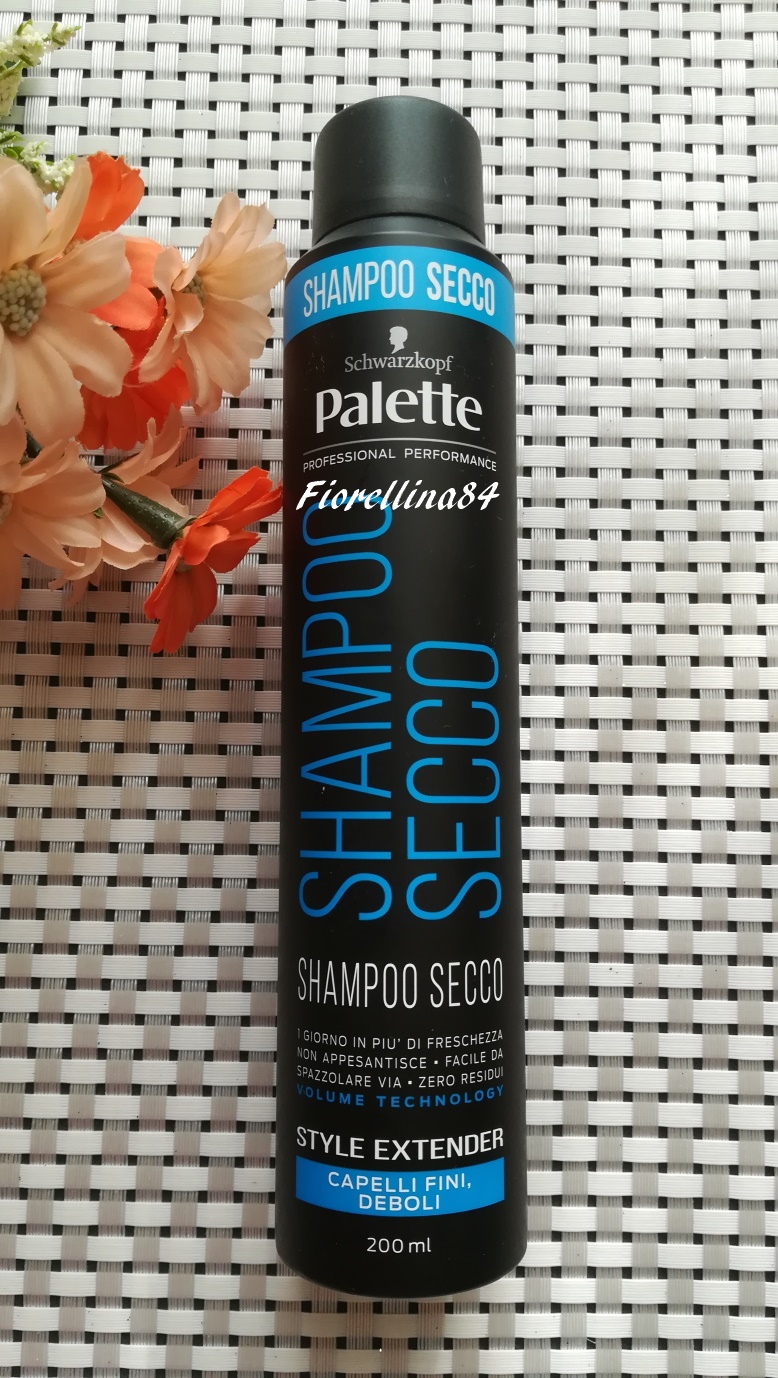 SHAMPOO SECCO
Schwarzkopf
Palette
PROFESSIONAL PERFORMANCE
Fiorellina84
SHAMPOO
SECCO
SHAMPOO SECCO
1 GIORNO IN PIU' DI FRESCHEZZA
NON APPESANTISCE • FACILE DA
SPAZZOLARE VIA • ZERO RESIDUI
VOLUME TECHNOLOGY
STYLE EXTENDER
CAPELLI FINI,
DEBOLI
200 ml